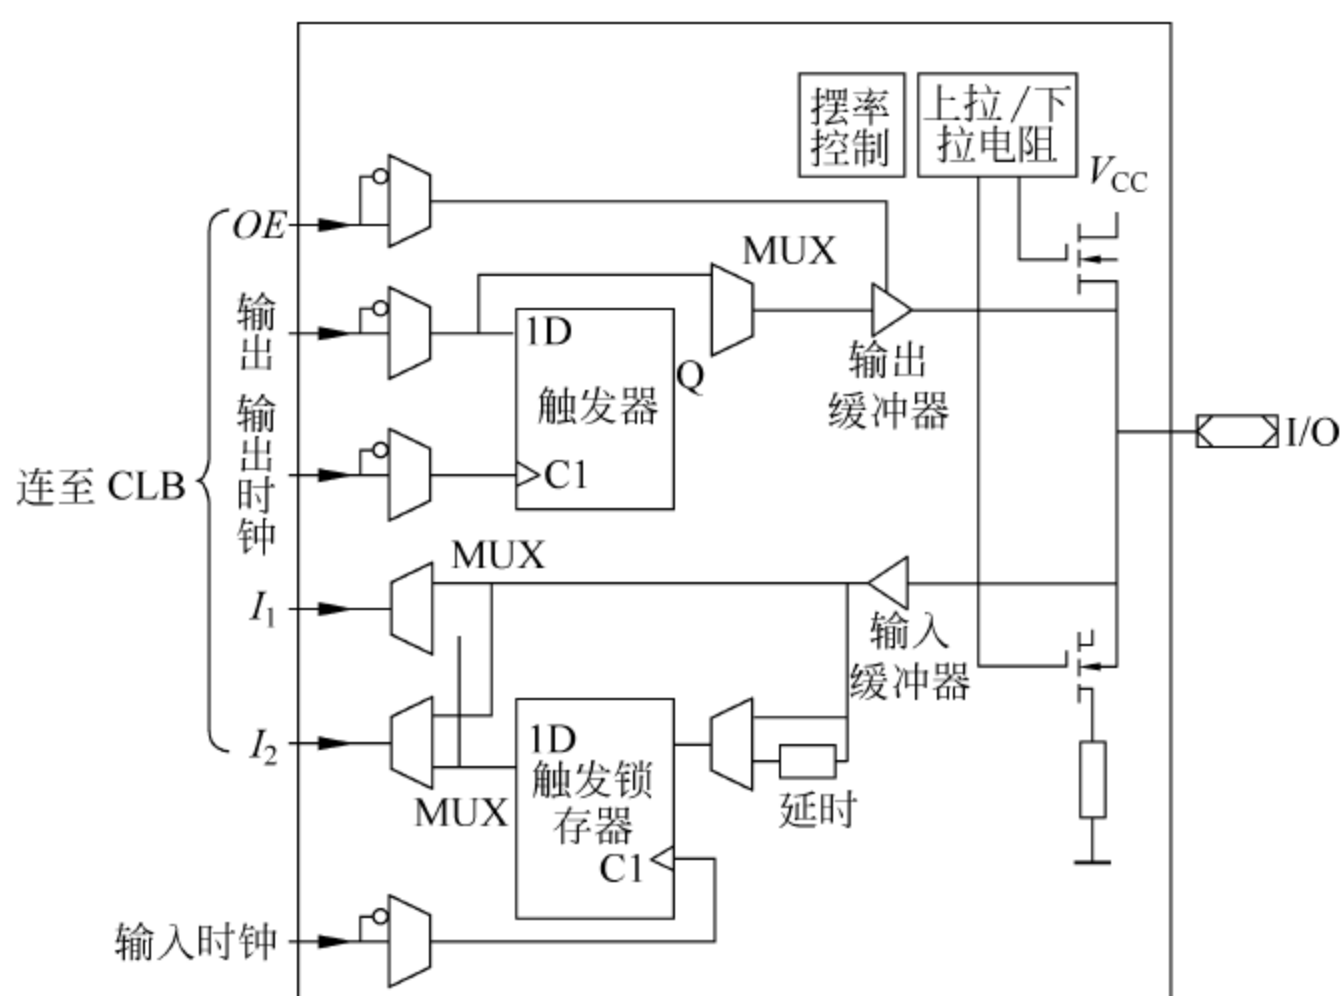 摆率
控制
上拉/下
拉电阻
VCC
OE
MUX
输出
1D
输出
缓冲器
Q
触发器
输出时钟
I/O
连至 CLB
C1
MUX
I1
输入
缓冲器
I2
1D
触发锁
存器
MUX
延时
C1
输入时钟